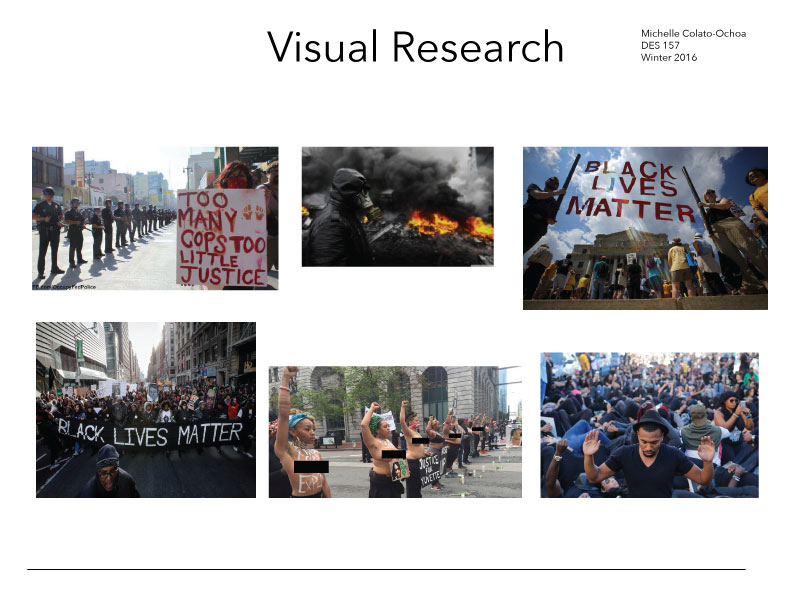 Visual Research
Michelle Colato-Ochoa
DES 157
Winter 2016
TOO
MANY
COPS TOO
LITTLE
JUSTICE
BLACK
LIVES
MATTER
BLACK LIVES MATTER
JUSTICE
FOR